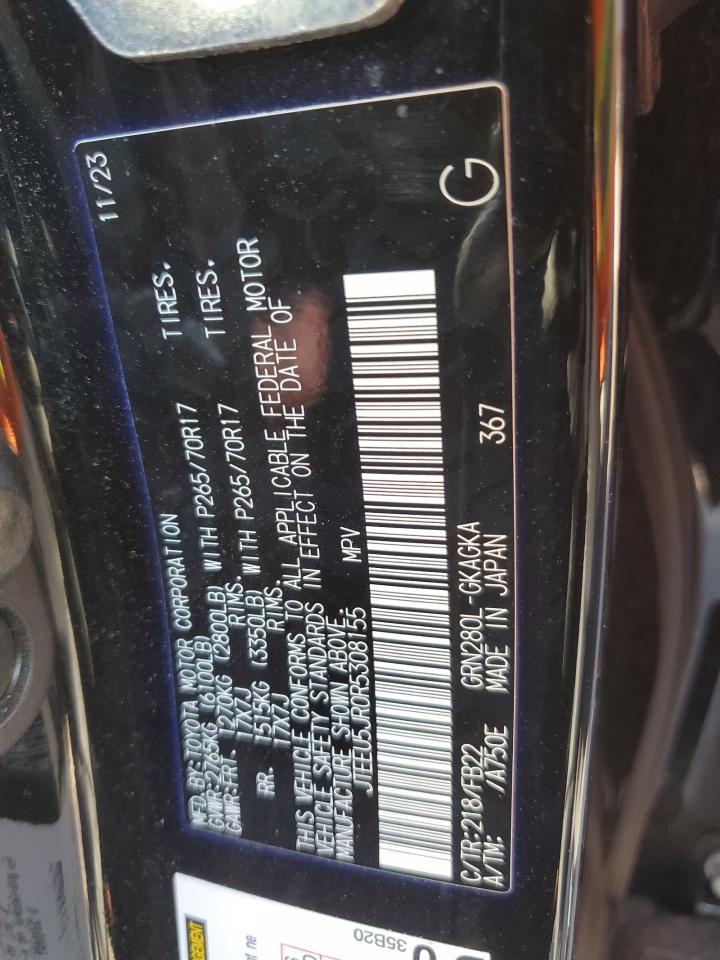 MFD. BY: TOYOTA MOTOR CORPORATION 11/23
GVWR: 2765KG (6100LB)
GAWR: FRT. 1270KG (2800LB) WITH P265/70R17 TIRES.
17X7J RIMS.
RR. 1515KG (3350LB) WITH P265/70R17 TIRES.
17X7J RIMS.
THIS VEHICLE CONFORMS TO ALL APPLICABLE FEDERAL MOTOR
VEHICLE SAFETY STANDARDS IN EFFECT ON THE DATE OF
MANUFACTURE SHOWN ABOVE.
JTEEU5JR0R5308155 MPV
C/TR: 218/FB22 GRN280L-GKAGKA 367 G
A/TM: /A750E MADE IN JAPAN
35B20